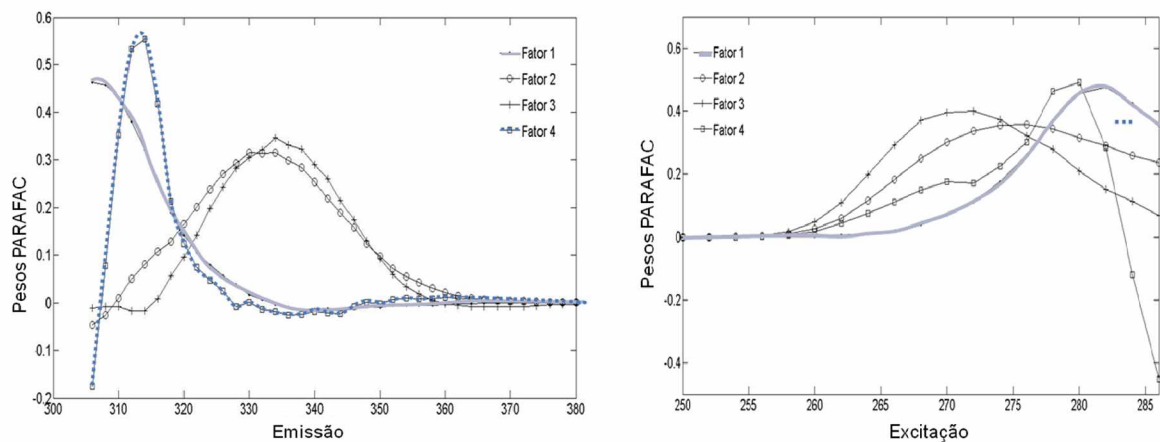 0.6
0.5
0.4
0.3
0.2
0.1
0
0.1
-0.2
Pesos PARAFAC
300 310 320 330 340 350 360 370 380
Emissão
Fator 1
Fator 2
Fator 3
Fator 4
0.6
0.4
0.2
0
-0.2
-0.4
Pesos PARAFAC
250 255 260 265 270 275 280 285
Excitação
Fator 1
Fator 2
Fator 3
Fator 4